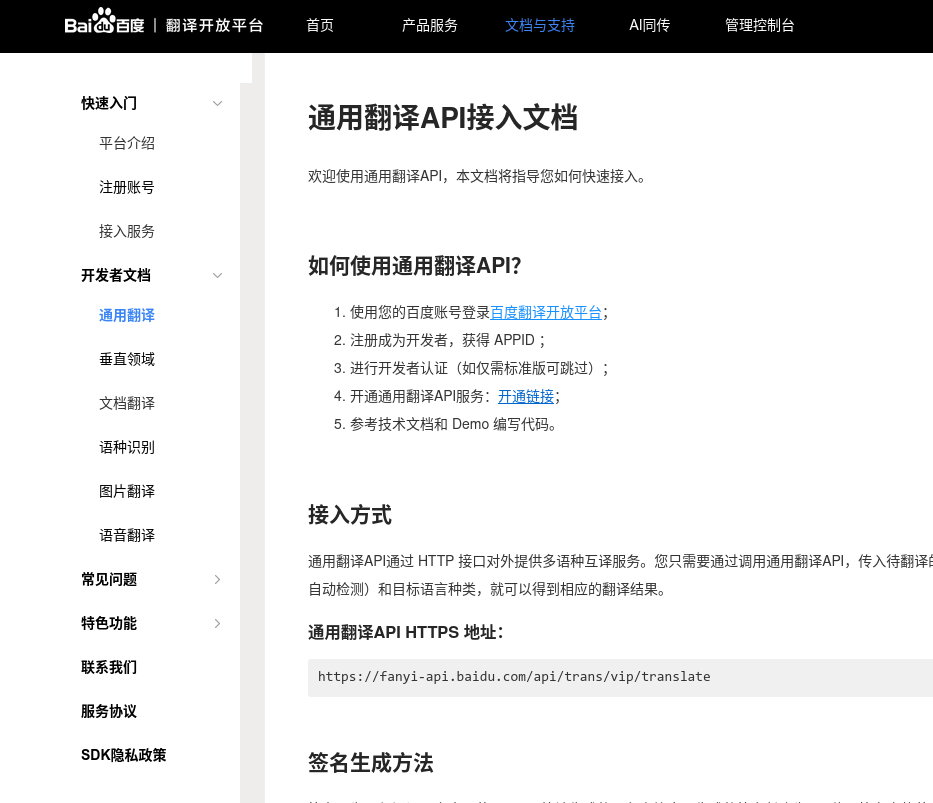 Bai du 百度 | 翻译开放平台 首页 产品服务 文档与支持 AI同传 管理控制台
快速入门
平台介绍
注册账号
接入服务
开发者文档
通用翻译
垂直领域
文档翻译
语种识别
图片翻译
语音翻译
常见问题
特色功能
联系我们
服务协议
SDK隐私政策
通用翻译API接入文档
欢迎使用通用翻译API，本文档将指导您如何快速接入。
如何使用通用翻译API？
1. 使用您的百度账号登录百度翻译开放平台；
2. 注册成为开发者，获得 APPID ；
3. 进行开发者认证（如仅需标准版可跳过）；
4. 开通通用翻译API服务：开通链接；
5. 参考技术文档和 Demo 编写代码。
接入方式
通用翻译API通过 HTTP 接口对外提供多语种互译服务。您只需要通过调用通用翻译API，传入待翻译的
自动检测）和目标语言种类，就可以得到相应的翻译结果。
通用翻译API HTTPS 地址：
https://fanyi-api.baidu.com/api/trans/vip/translate
签名生成方法